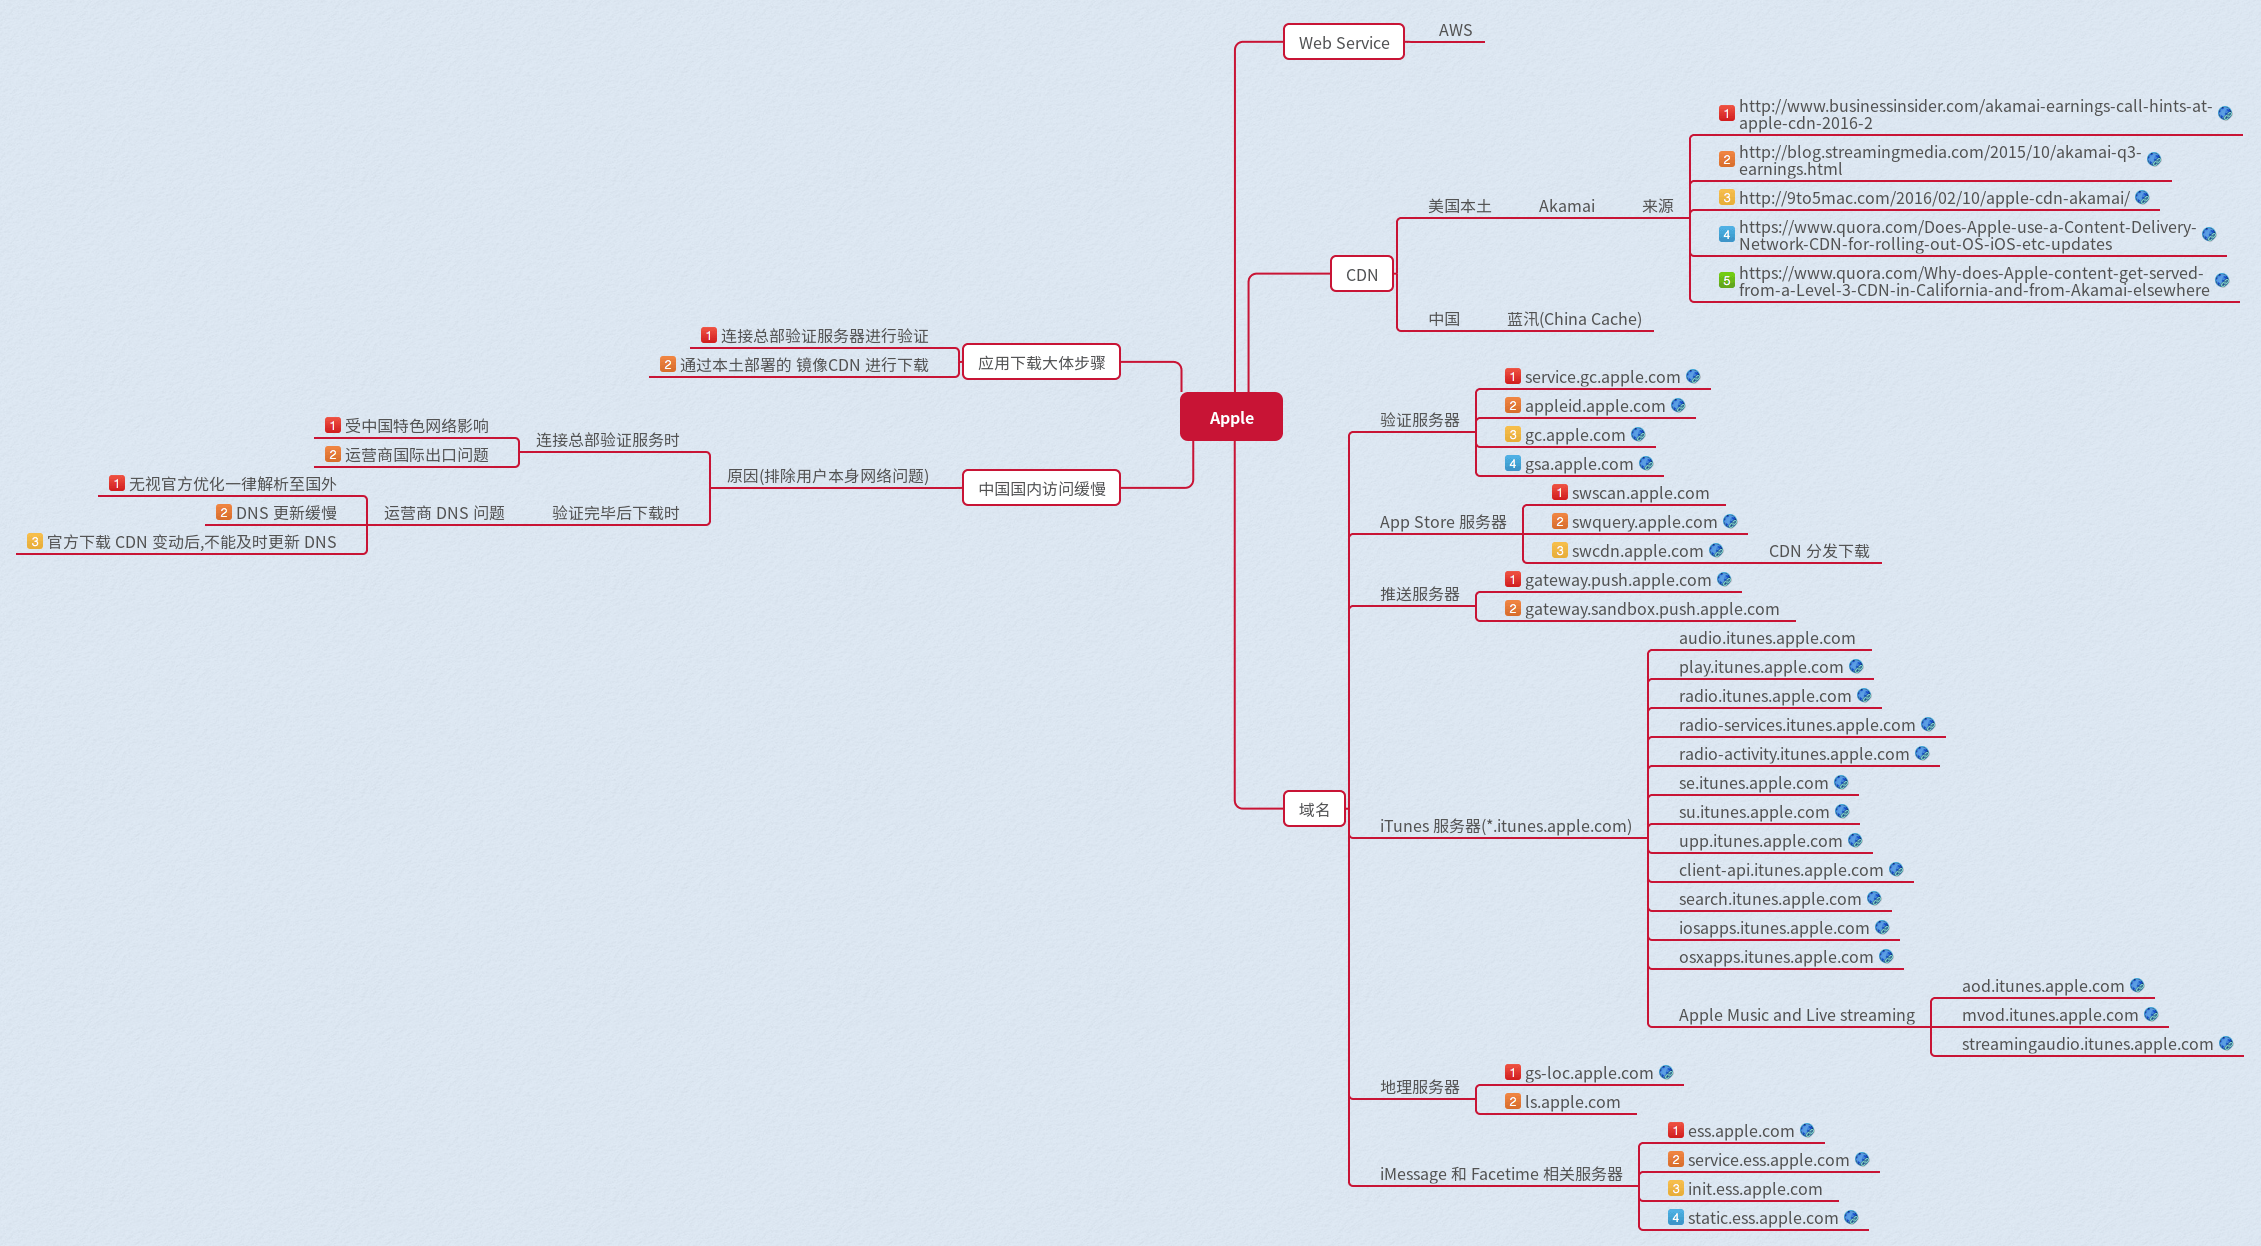 Apple
Web Service
AWS
CDN
美国本土
Akamai
来源
1 http://www.businessinsider.com/akamai-earnings-call-hints-at-
apple-cdn-2016-2
2 http://blog.streamingmedia.com/2015/10/akamai-q3-
earnings.html
3 http://9to5mac.com/2016/02/10/apple-cdn-akamai/
4 https://www.quora.com/Does-Apple-use-a-Content-Delivery-
Network-CDN-for-rolling-out-OS-iOS-etc-updates
5 https://www.quora.com/Why-does-Apple-content-get-served-
from-a-Level-3-CDN-in-California-and-from-Akamai-elsewhere
中国
蓝汛(China Cache)
域名
验证服务器
1 service.gc.apple.com
2 appleid.apple.com
3 gc.apple.com
4 gsa.apple.com
App Store 服务器
1 swscan.apple.com
2 swquery.apple.com
3 swcdn.apple.com
CDN 分发下载
推送服务器
1 gateway.push.apple.com
2 gateway.sandbox.push.apple.com
iTunes 服务器(*.itunes.apple.com)
audio.itunes.apple.com
play.itunes.apple.com
radio.itunes.apple.com
radio-services.itunes.apple.com
radio-activity.itunes.apple.com
se.itunes.apple.com
su.itunes.apple.com
upp.itunes.apple.com
client-api.itunes.apple.com
search.itunes.apple.com
iosapps.itunes.apple.com
osxapps.itunes.apple.com
Apple Music and Live streaming
aod.itunes.apple.com
mvod.itunes.apple.com
streamingaudio.itunes.apple.com
地理服务器
1 gs-loc.apple.com
2 ls.apple.com
iMessage 和 Facetime 相关服务器
1 ess.apple.com
2 service.ess.apple.com
3 init.ess.apple.com
4 static.ess.apple.com
应用下载大体步骤
1 连接总部验证服务器进行验证
2 通过本土部署的 镜像CDN 进行下载
中国国内访问缓慢
原因(排除用户本身网络问题)
连接总部验证服务时
1 受中国特色网络影响
2 运营商国际出口问题
验证完毕后下载时
运营商 DNS 问题
1 无视官方优化一律解析至国外
2 DNS 更新缓慢
3 官方下载 CDN 变动后,不能及时更新 DNS